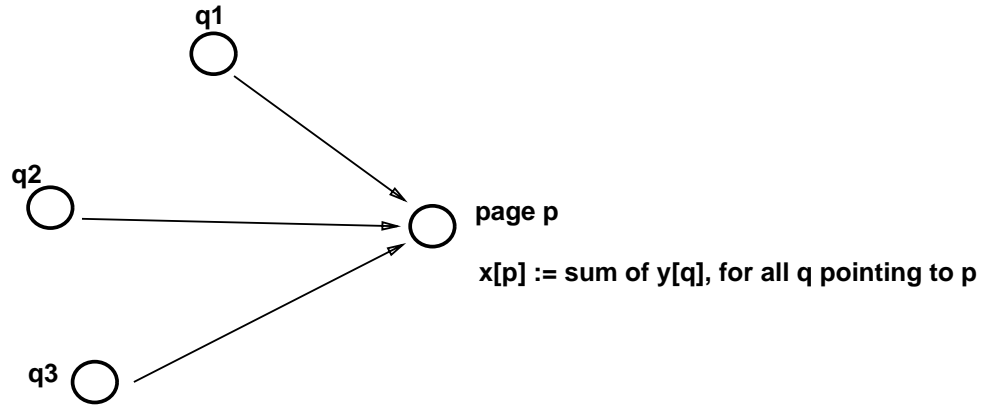 q1
q2
page p
x[p] := sum of y[q], for all q pointing to p
q3